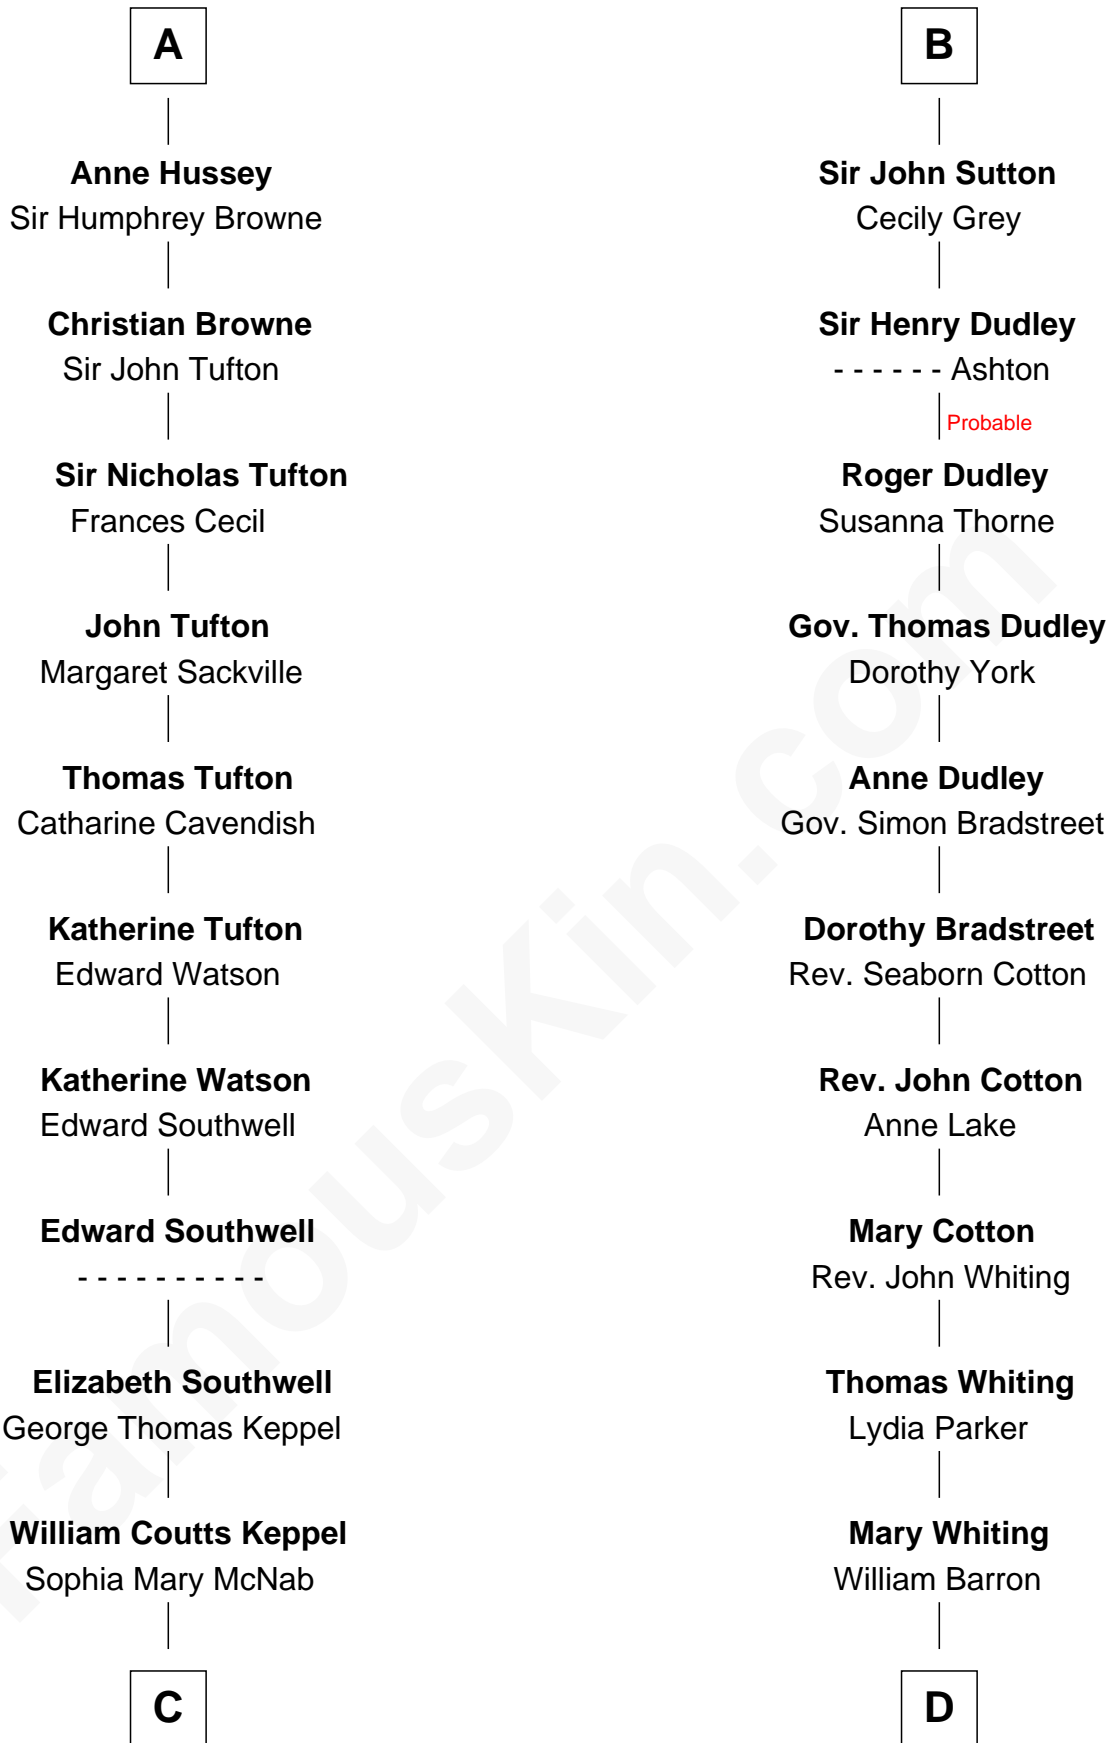 A
Anne Hussey
Sir Humphrey Browne
Christian Browne
Sir John Tufton
Sir Nicholas Tufton
Frances Cecil
John Tufton
Margaret Sackville
Thomas Tufton
Catharine Cavendish
Katherine Tufton
Edward Watson
Katherine Watson
Edward Southwell
Edward Southwell
- - - - - - - - - -
Elizabeth Southwell
George Thomas Keppel
William Coutts Keppel
Sophia Mary McNab
C
B
Sir John Sutton
Cecily Grey
Sir Henry Dudley
- - - - - - Ashton
Probable
Roger Dudley
Susanna Thorne
Gov. Thomas Dudley
Dorothy York
Anne Dudley
Gov. Simon Bradstreet
Dorothy Bradstreet
Rev. Seaborn Cotton
Rev. John Cotton
Anne Lake
Mary Cotton
Rev. John Whiting
Thomas Whiting
Lydia Parker
Mary Whiting
William Barron
D
FamousKin.com